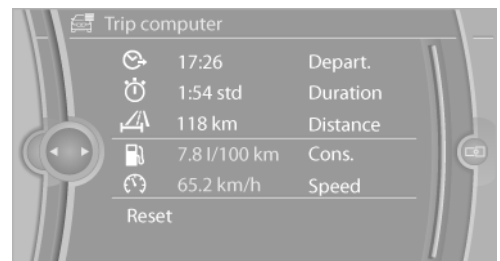 Trip computer
17:26 Depart.
1:54 std Duration
118 km Distance
7.8 l/100 km Cons.
65.2 km/h Speed
Reset